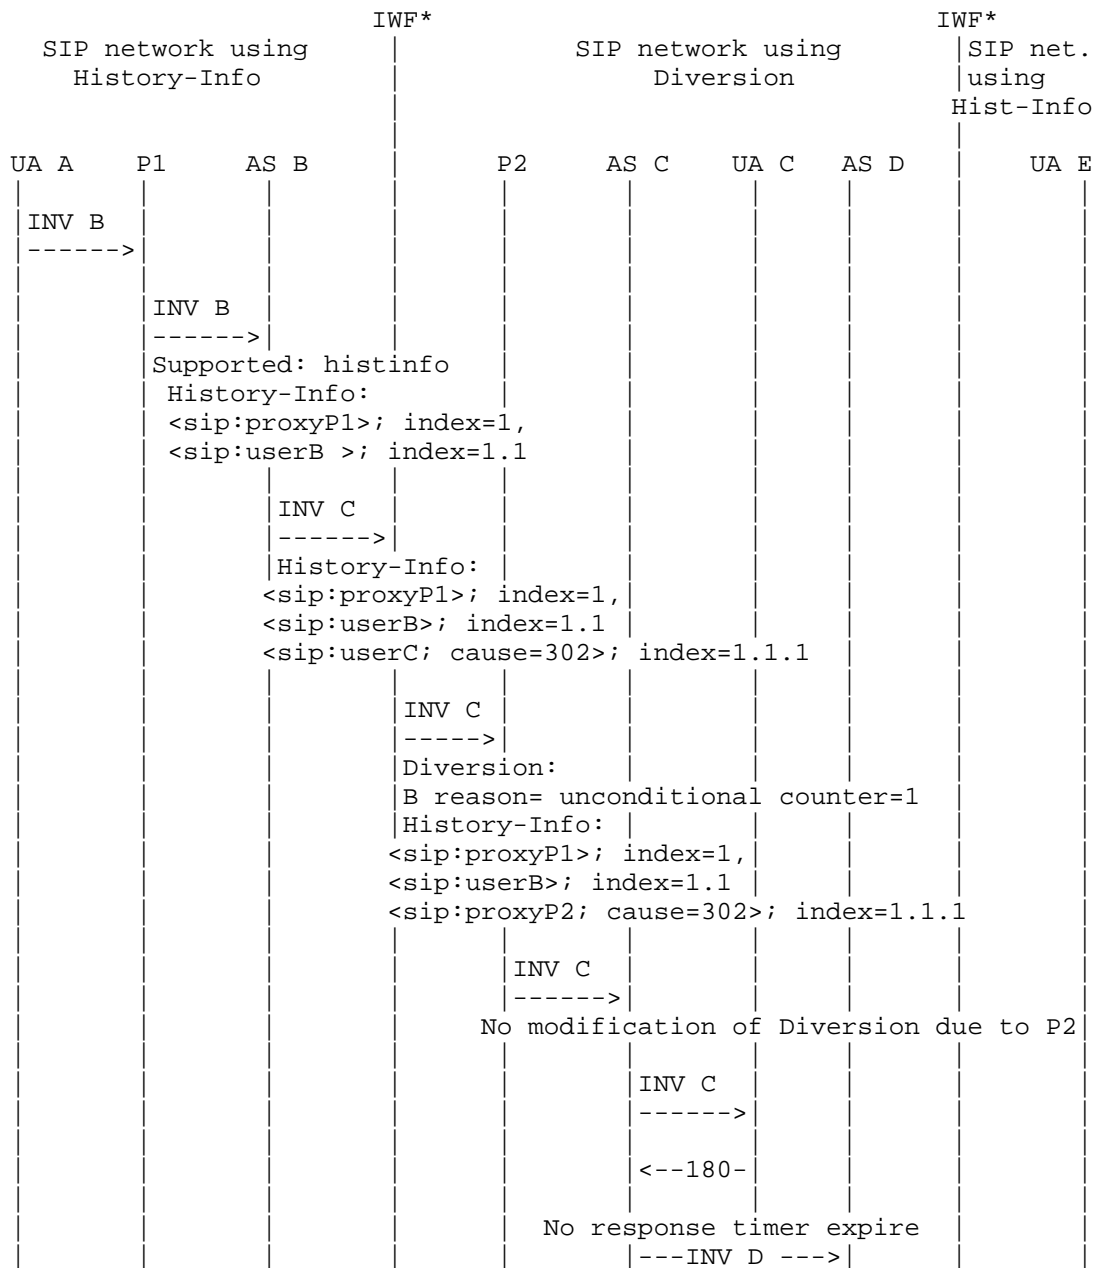 IWF* IWF*
SIP network using | SIP network using |SIP net.
History-Info | Diversion |using
| Hist-Info
| |
UA A P1 AS B | P2 AS C UA C AS D | UA E
| | | | | | | | | |
|INV B | | | | | | | | |
|------>| | | | | | | | |
| | | | | | | | | |
| |INV B | | | | | | | |
| |------>| | | | | | | |
| |Supported: histinfo | | | | | |
| | History-Info: | | | | | |
| | <sip:proxyP1>; index=1, | | | | | |
| | <sip:userB >; index=1.1 | | | | | |
| | | | | | | | | |
| | |INV C | | | | | | |
| | |------>| | | | | | |
| | |History-Info: | | | | | |
| | <sip:proxyP1>; index=1,| | | | |
| | <sip:userB>; index=1.1 | | | | |
| | <sip:userC; cause=302>; index=1.1.1 | | |
| | | | | | | | | |
| | | |INV C | | | | | |
| | | |----->| | | | | |
| | | |Diversion: | | | | |
| | | |B reason= unconditional counter=1 | |
| | | |History-Info: | | | | |
| | | <sip:proxyP1>; index=1,| | | |
| | | <sip:userB>; index=1.1 | | | |
| | | <sip:proxyP2; cause=302>; index=1.1.1 |
| | | | | | | | | |
| | | | |INV C | | | | |
| | | | |------>| | | | |
| | | | No modification of Diversion due to P2|
| | | | | | | | | |
| | | | | |INV C | | | |
| | | | | |------>| | | |
| | | | | | | | | |
| | | | | |<--180-| | | |
| | | | | | | | | |
| | | | | No response timer expire | |
| | | | | |---INV D --->| | |